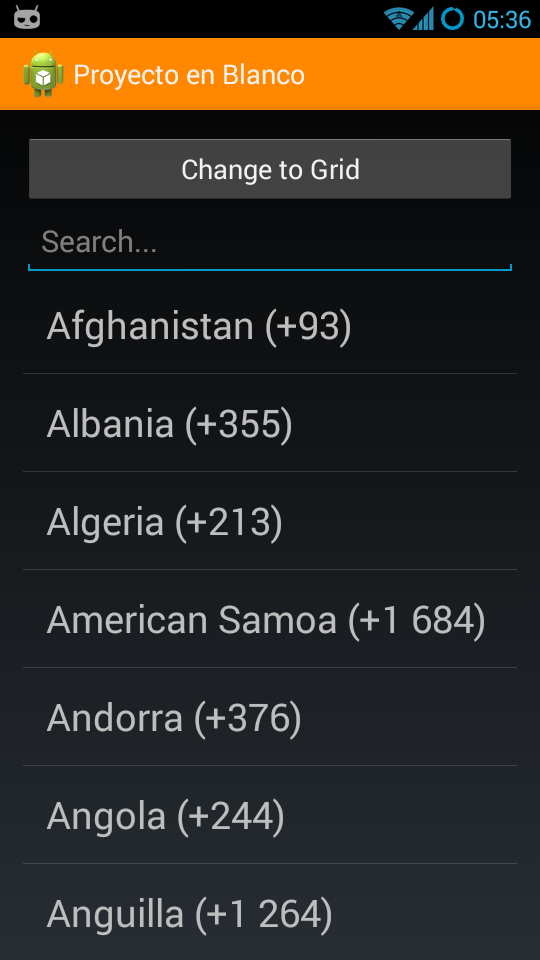 05:36
Proyecto en Blanco
Change to Grid
Search...
Afghanistan (+93)
Albania (+355)
Algeria (+213)
American Samoa (+1 684)
Andorra (+376)
Angola (+244)
Anguilla (+1 264)